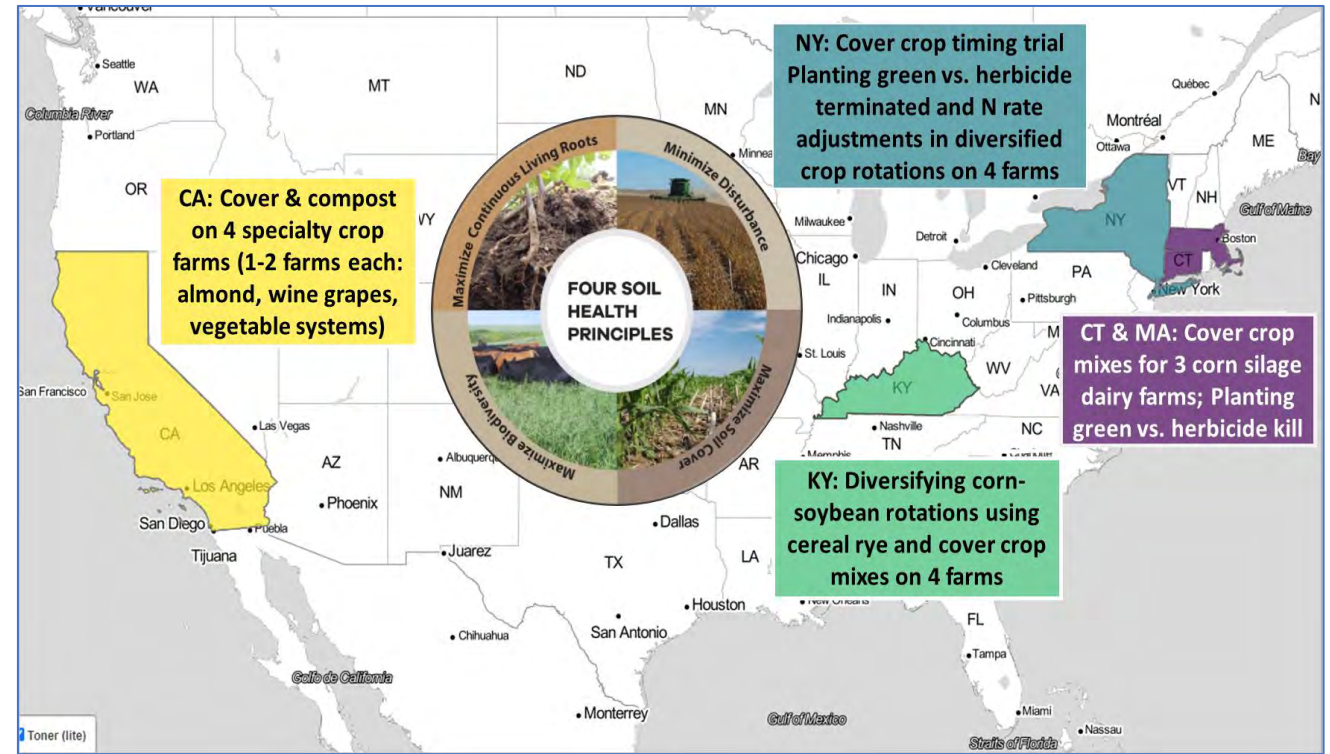 Seattle
WA
MT
ND
MN
Columbia River
Portland
OR
NY: Cover crop timing trial
Planting green vs. herbicide
terminated and N rate
adjustments in diversified
crop rotations on 4 farms
Québec
Montréal
Ottawa
ME
Bay
VT
NH
Gulf of Maine
NY
Boston
CT
New York
CA: Cover & compost
on 4 specialty crop
farms (1-2 farms each:
almond, wine grapes,
vegetable systems)
Maximize Continuous Living Roots
Minimize Disturbance
FOUR SOIL
HEALTH
PRINCIPLES
Maximize Biodiversity
Maximize Soil Cover
Milwaukee
Detroit
Chicago
Cleveland
PA
IL
IN
OH
Pittsburgh
Indianapolis
Columbus
St. Louis
Cincinnati
WV
VA
KY
CT & MA: Cover crop
mixes for 3 corn silage
dairy farms; Planting
green vs. herbicide kill
Nashville
TN
NC
Memphis
AR
San Francisco
San Jose
CA
Las Vegas
AZ
NM
Los Angeles
Phoenix
San Diego
Puebla
Tijuana
Juarez
Dallas
TX
LA
KY: Diversifying corn-
soybean rotations using
cereal rye and cover crop
mixes on 4 farms
New Orleans
Houston
San Antonio
Chihuahua
FL
Tampa
Golfo de California
Monterrey
Gulf of Mexico
Miami
Nassau
Straits of Florida
Toner (lite)